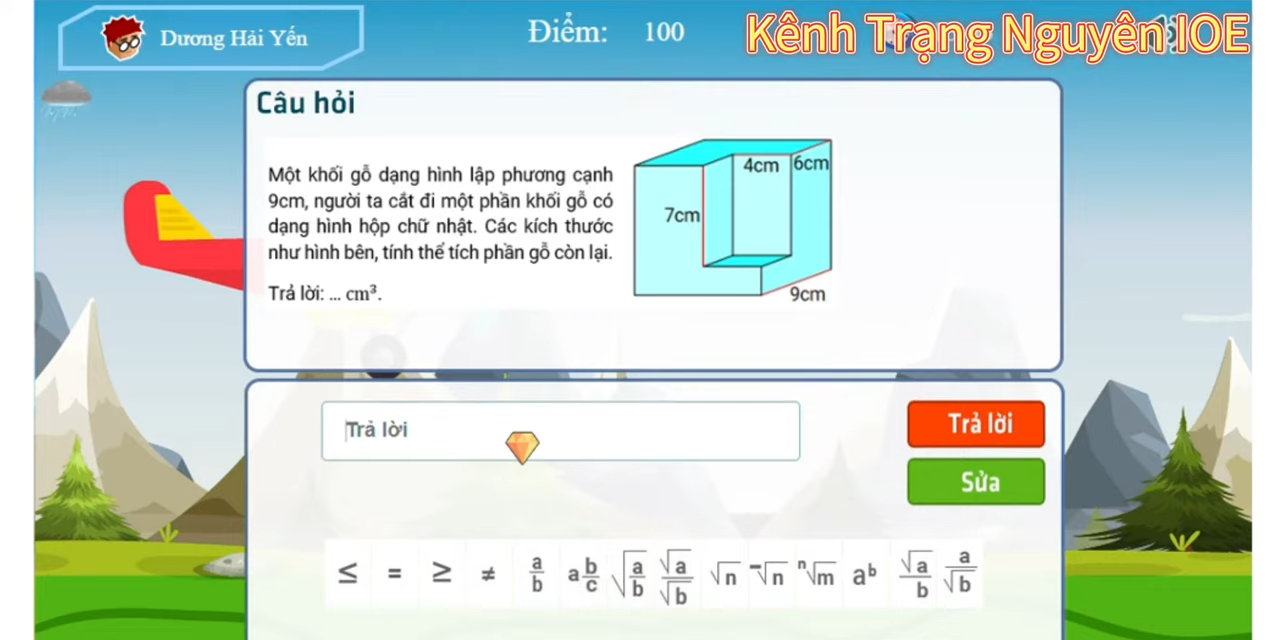 Dương Hải Yến
Điểm: 100
Kênh Trạng Nguyên IOE
Câu hỏi
Một khối gỗ dạng hình lập phương cạnh
9cm, người ta cắt đi một phần khối gỗ có
dạng hình hộp chữ nhật. Các kích thước
như hình bên, tính thể tích phần gỗ còn lại.
Trả lời: ... cm³.
4cm 6cm
7cm
9cm
Trả lời
Trả lời
Sửa
≤ = ≥ ≠ a/b a b/c √(a/b) √a/√b √n -√n ⁿ√m aᵇ √a/b a/√b